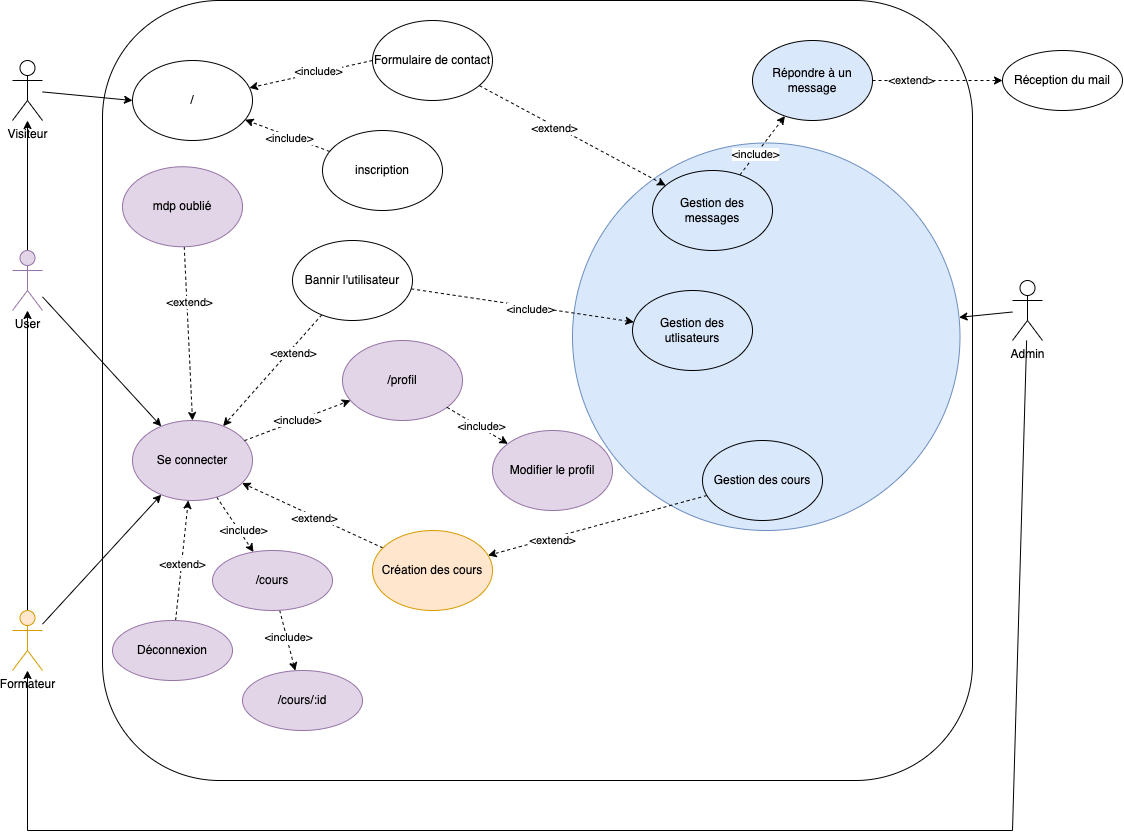 Formulaire de contact
<include>
Répondre à un
message
<extend>
Réception du mail
/
Visiteur
<extend>
<include>
<include>
inscription
mdp oublié
Gestion des
messages
Bannir l'utilisateur
<extend>
<include>
User
Gestion des
utlisateurs
Admin
<extend>
/profil
<include>
<include>
Se connecter
Modifier le profil
Gestion des cours
<extend>
<include>
<extend>
<extend>
Création des cours
/cours
<include>
Déconnexion
Formateur
/cours/:id